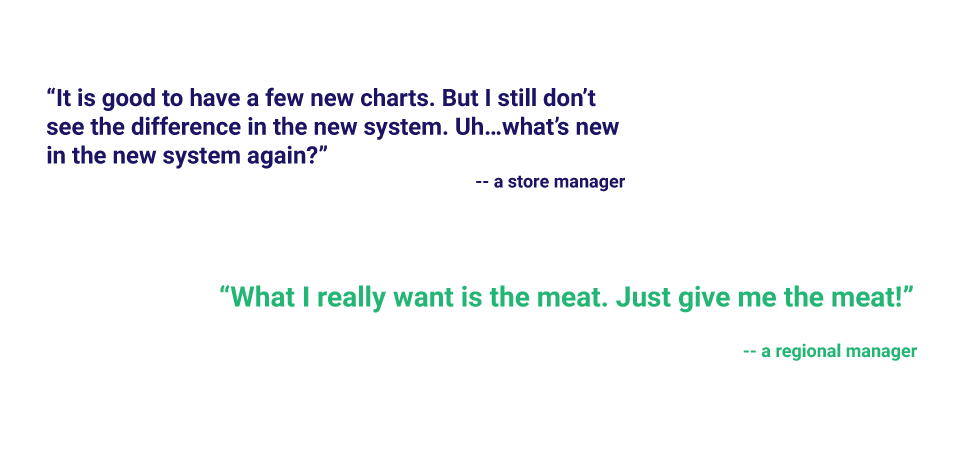 “It is good to have a few new charts. But I still don’t
see the difference in the new system. Uh...what’s new
in the new system again?”
-- a store manager
“What I really want is the meat. Just give me the meat!”
-- a regional manager